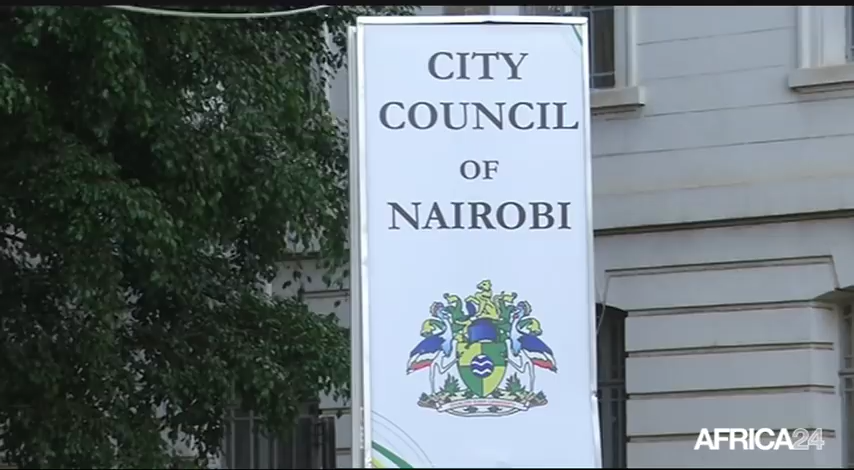 CITY
COUNCIL
OF
NAIROBI
AFRICA24